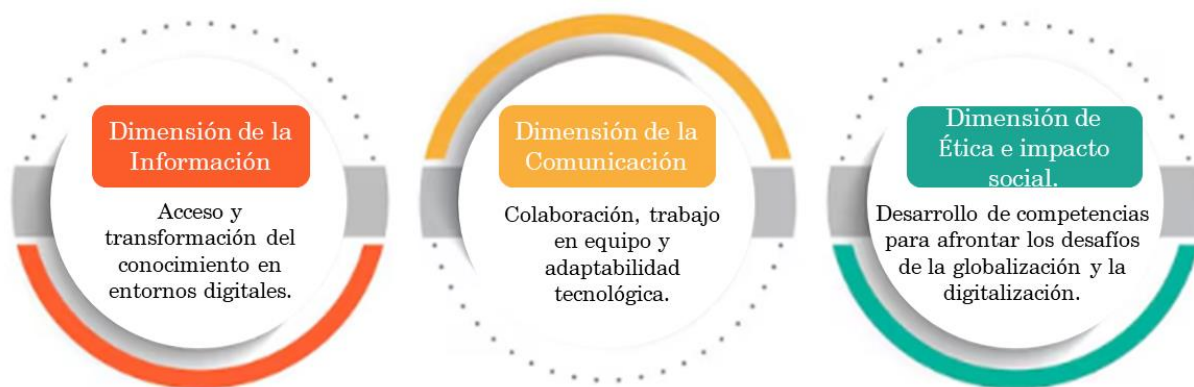 Dimensión de la
Información
Acceso y
transformación del
conocimiento en
entornos digitales.
Dimensión de la
Comunicación
Colaboración, trabajo
en equipo y
adaptabilidad
tecnológica.
Dimensión de
Ética e impacto
social.
Desarrollo de competencias
para afrontar los desafíos
de la globalización y la
digitalización.